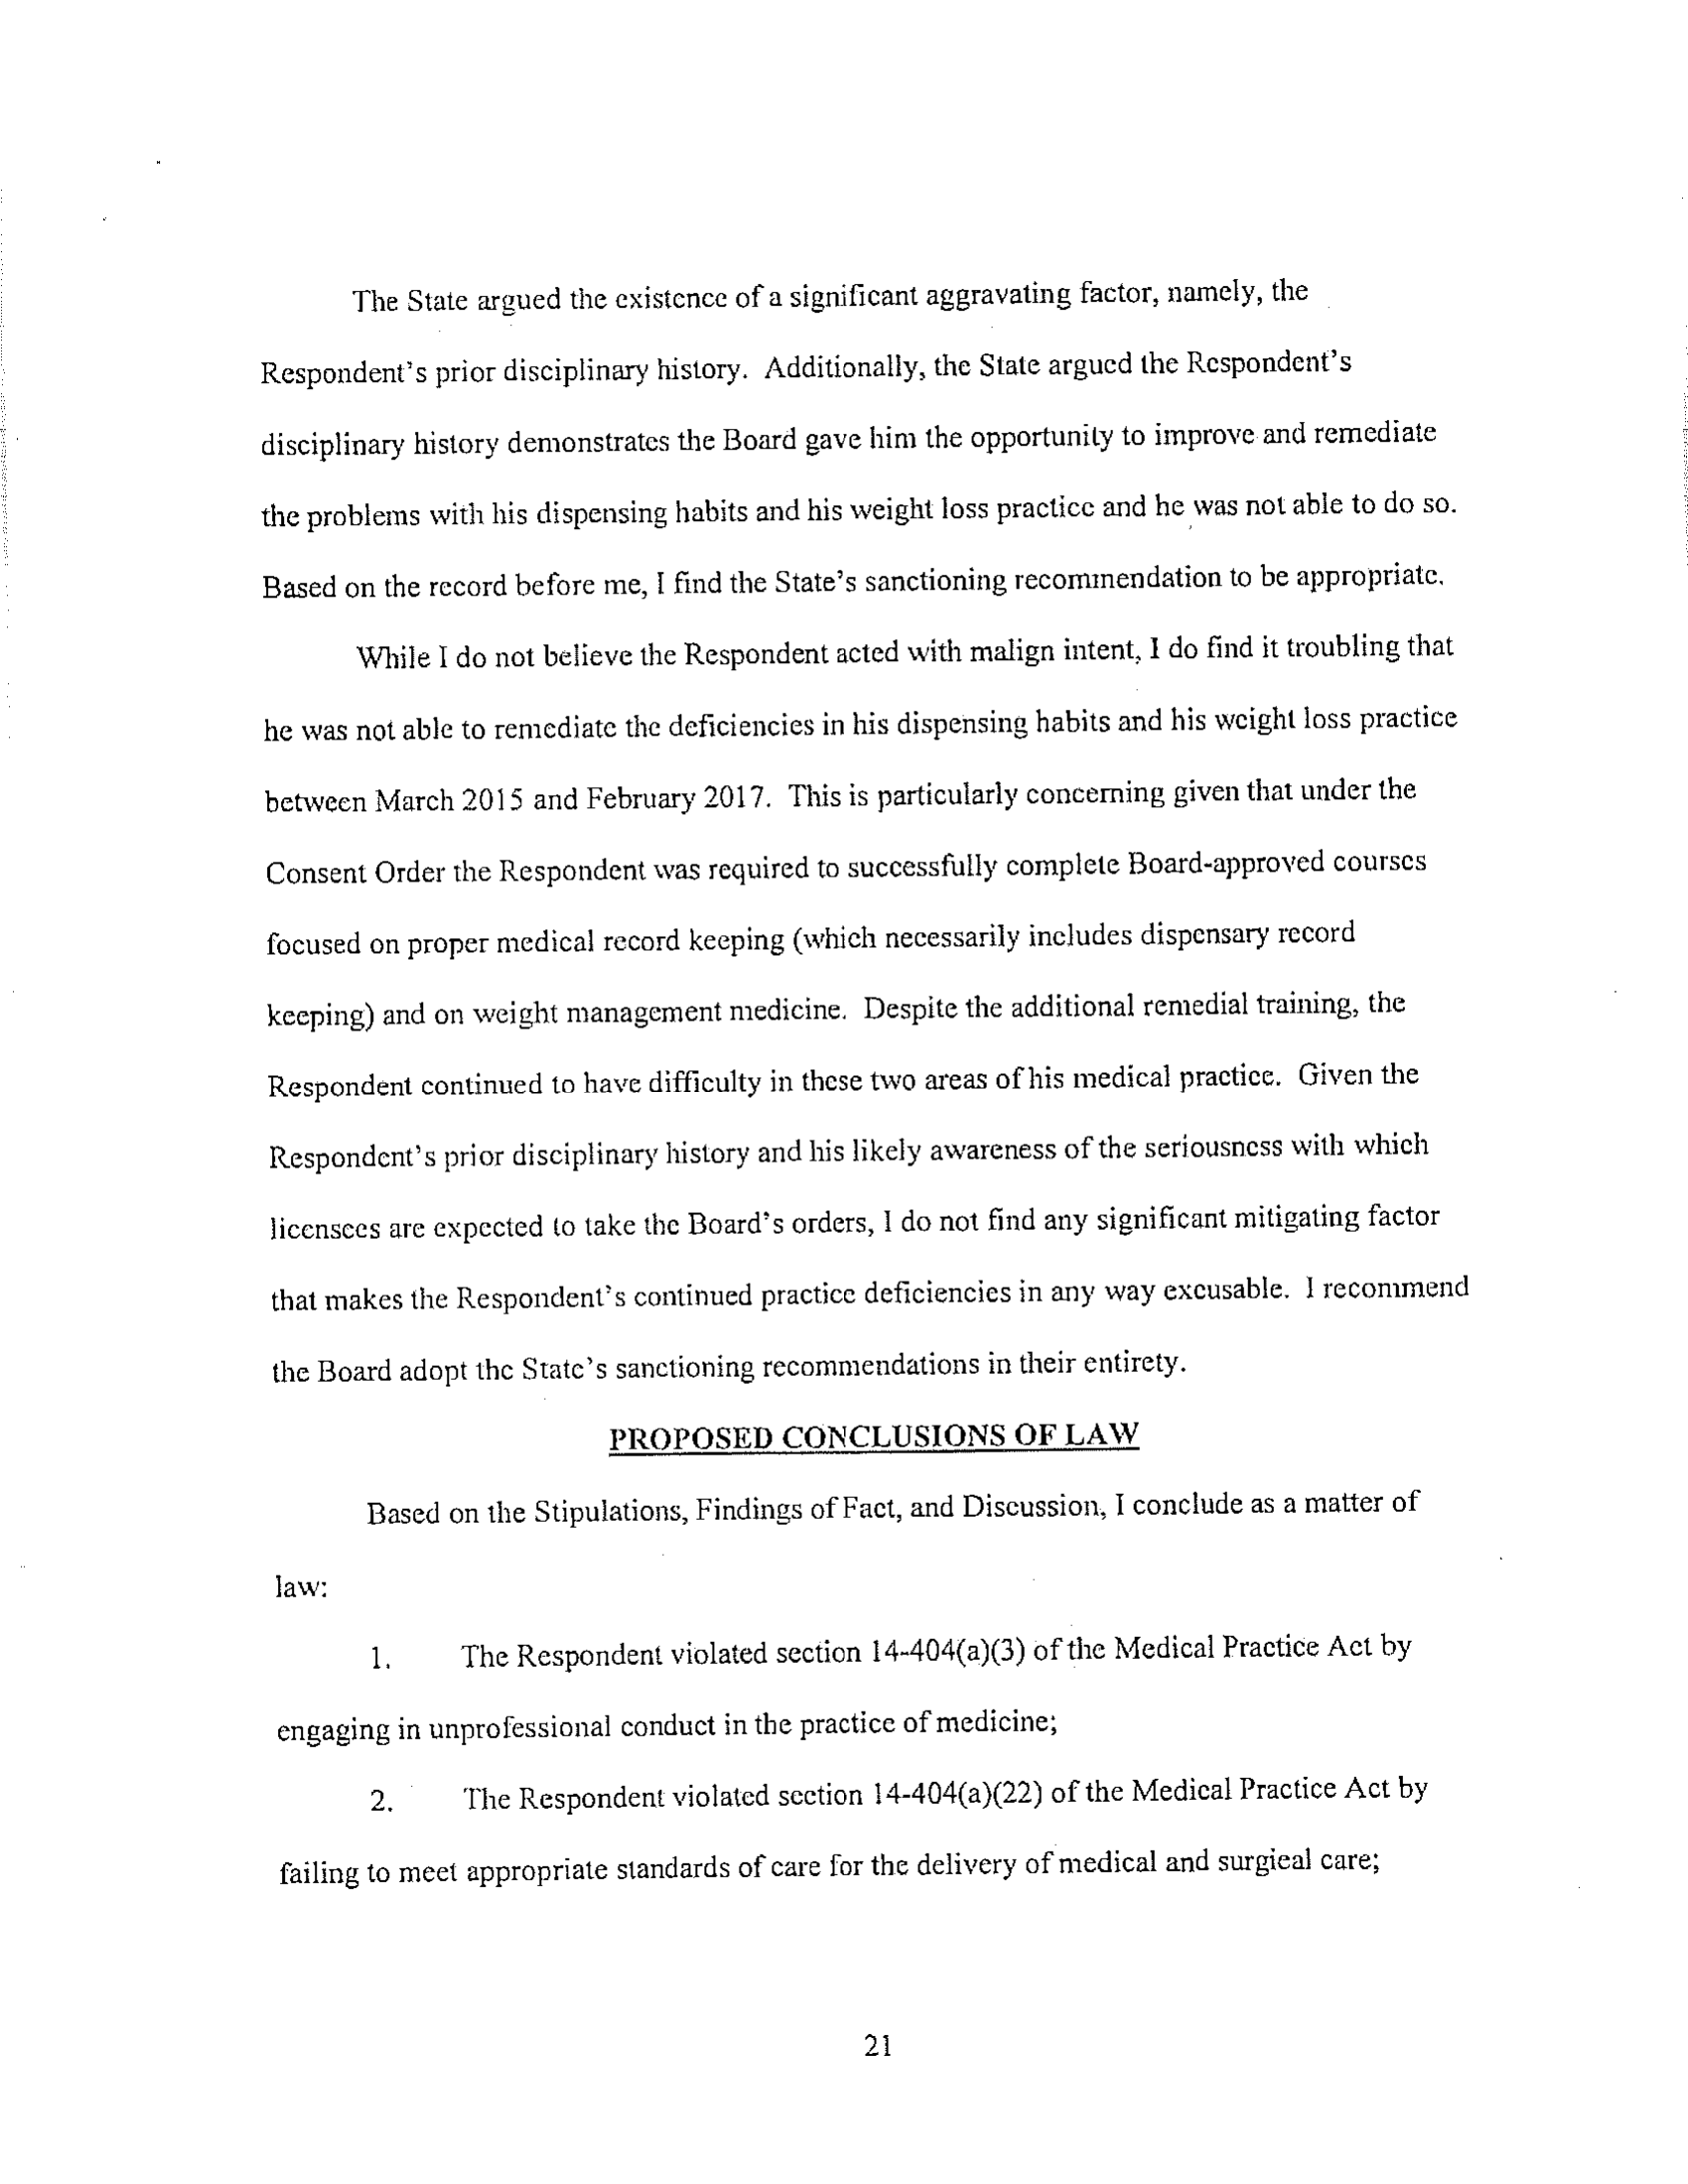 The State argued the existence of a significant aggravating factor, namely, the
Respondent's prior disciplinary history. Additionally, the State argued the Respondent's
disciplinary history demonstrates the Board gave him the opportunity to improve and remediate
the problems with his dispensing habits and his weight loss practice and he was not able to do so.
Based on the record before me, I find the State's sanctioning recommendation to be appropriate.
While I do not believe the Respondent acted with malign intent, I do find it troubling that
he was not able to remediate the deficiencies in his dispensing habits and his weight loss practice
between March 2015 and February 2017. This is particularly concerning given that under the
Consent Order the Respondent was required to successfully complete Board-approved courses
focused on proper medical record keeping (which necessarily includes dispensary record
keeping) and on weight management medicine. Despite the additional remedial training, the
Respondent continued to have difficulty in these two areas of his medical practice. Given the
Respondent's prior disciplinary history and his likely awareness of the seriousness with which
licensees are expected to take the Board's orders, I do not find any significant mitigating factor
that makes the Respondent's continued practice deficiencies in any way excusable. I recommend
the Board adopt the State's sanctioning recommendations in their entirety.
PROPOSED CONCLUSIONS OF LAW
Based on the Stipulations, Findings of Fact, and Discussion, I conclude as a matter of
law:
1. The Respondent violated section 14-404(a)(3) of the Medical Practice Act by
engaging in unprofessional conduct in the practice of medicine;
2. The Respondent violated section 14-404(a)(22) of the Medical Practice Act by
failing to meet appropriate standards of care for the delivery of medical and surgical care;
21